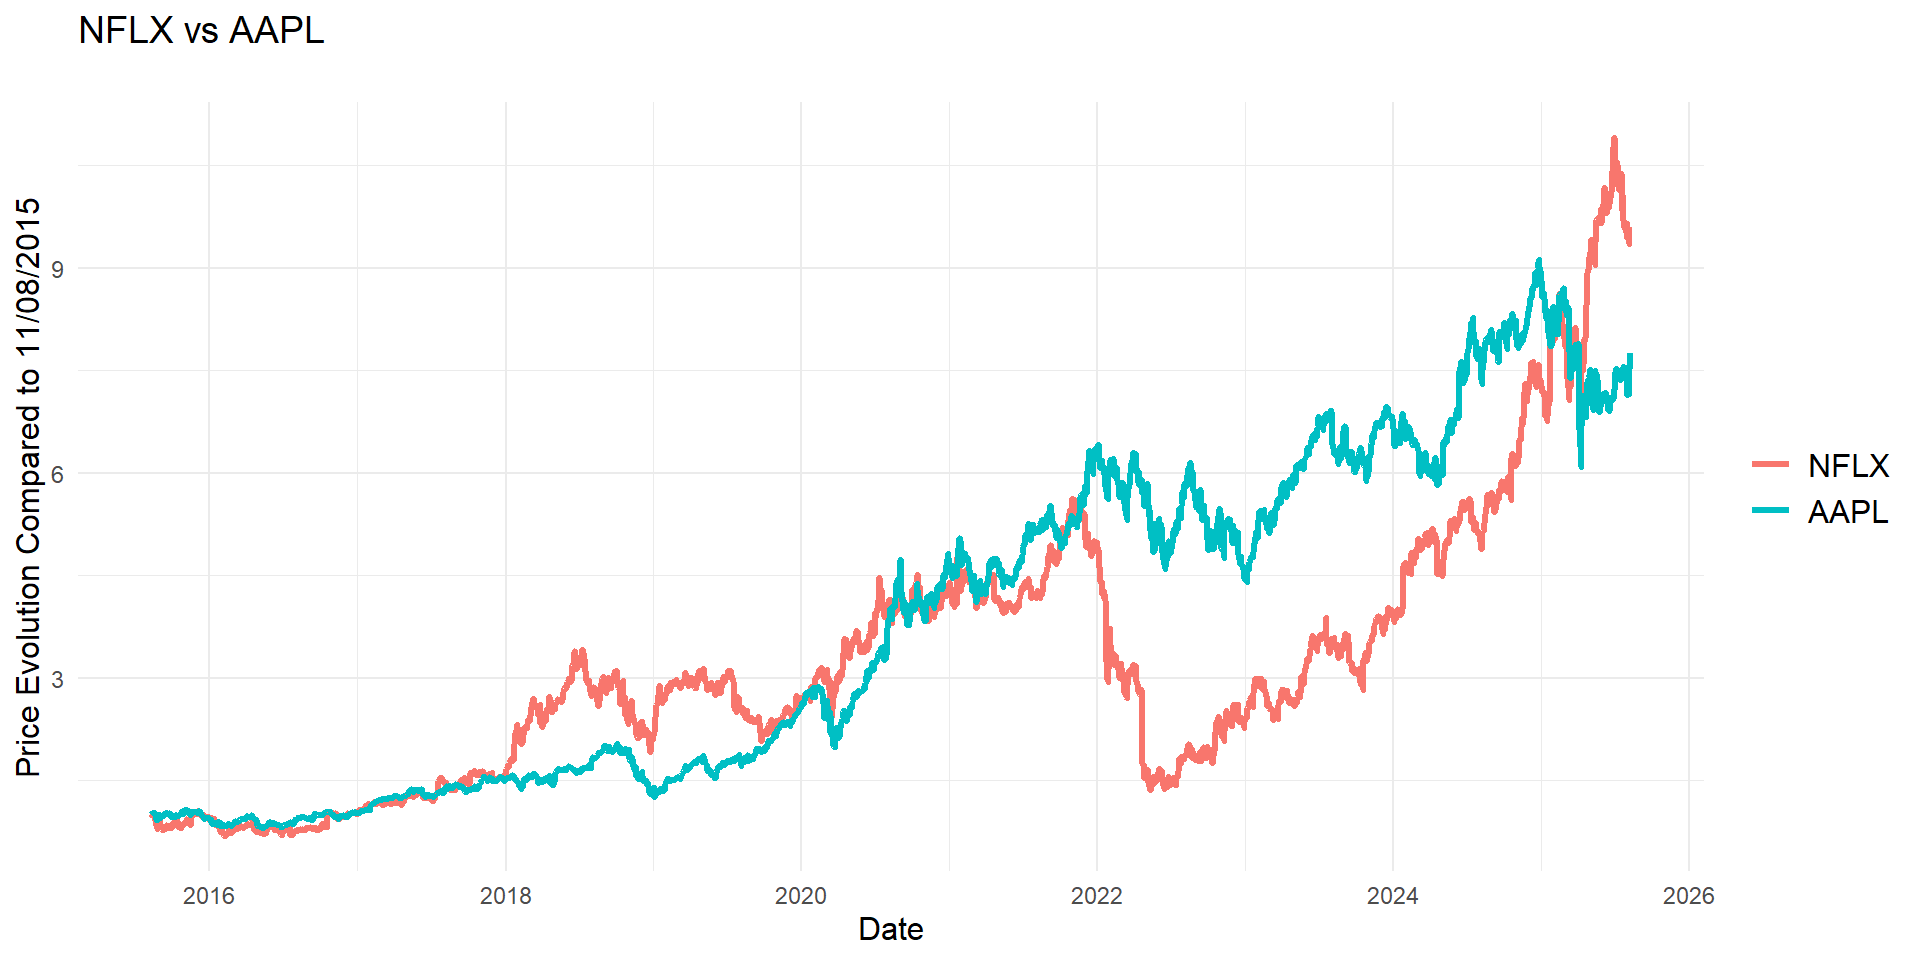 NFLX vs AAPL
Price Evolution Compared to 11/08/2015
9
6
3
NFLX
AAPL
2016 2018 2020 2022 2024 2026
Date